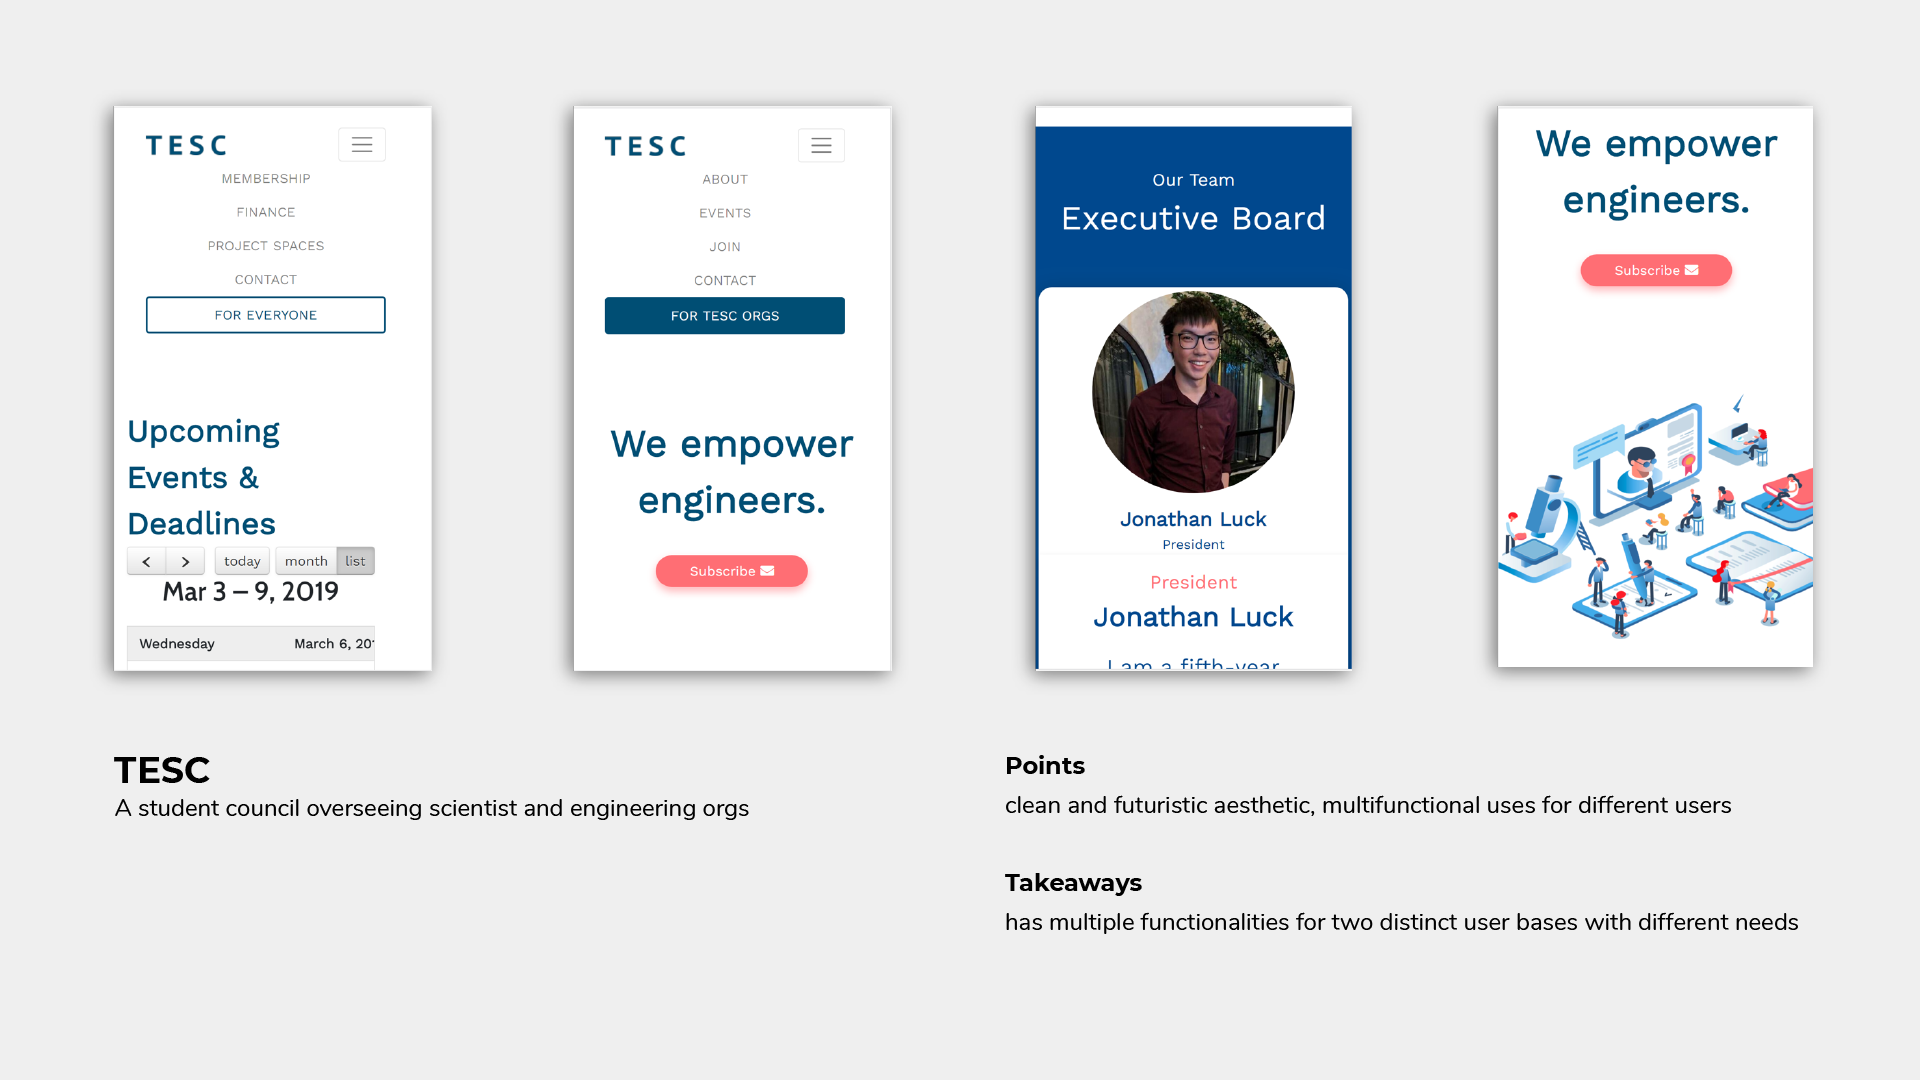 TESC
MEMBERSHIP
FINANCE
PROJECT SPACES
CONTACT
FOR EVERYONE
Upcoming
Events &
Deadlines
today month list
Mar 3 – 9, 2019
Wednesday March 6, 201
TESC
ABOUT
EVENTS
JOIN
CONTACT
FOR TESC ORGS
We empower
engineers.
Subscribe
Our Team
Executive Board
Jonathan Luck
President
President
Jonathan Luck
I am a fifth-year
We empower
engineers.
Subscribe
TESC
A student council overseeing scientist and engineering orgs
Points
clean and futuristic aesthetic, multifunctional uses for different users
Takeaways
has multiple functionalities for two distinct user bases with different needs